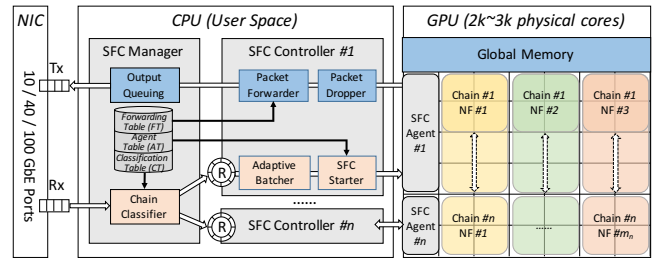 NIC
CPU (User Space)
GPU (2k~3k physical cores)
10 / 40 / 100 GbE Ports
Tx
Rx
SFC Manager
Output
Queuing
Forwarding
Table (FT)
Agent
Table (AT)
Classification
Table (CT)
Chain
Classifier
SFC Controller #1
Packet
Forwarder
Packet
Dropper
R
Adaptive
Batcher
SFC
Starter
......
R
SFC Controller #n
Global Memory
SFC
Agent
#1
Chain #1
NF #1
Chain #1
NF #2
Chain #1
NF #3
SFC
Agent
#n
Chain #n
NF #1
......
Chain #n
NF #mn